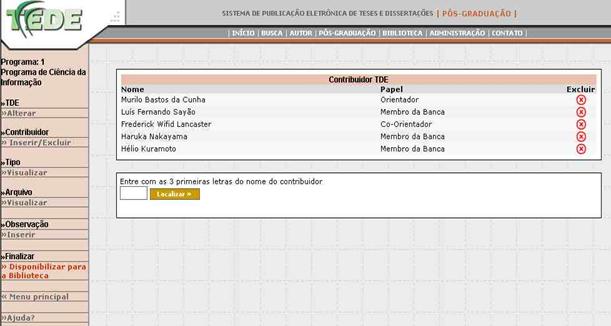 TEDE
SISTEMA DE PUBLICAÇÃO ELETRÔNICA DE TESES E DISSERTAÇÕES | PÓS-GRADUAÇÃO |
| INÍCIO | BUSCA | AUTOR | PÓS-GRADUAÇÃO | BIBLIOTECA | ADMINISTRAÇÃO | CONTATO |
Programa: 1
Programa de Ciência da
Informação
»TDE
»Alterar
»Contribuidor
» Inserir/Excluir
»Tipo
»Visualizar
»Arquivo
»Visualizar
»Observação
»Inserir
»Finalizar
» Disponibilizar para
a Biblioteca
« Menu principal
»Ajuda?
Contribuidor TDE
Nome Papel Excluir
Murilo Bastos da Cunha Orientador
Luís Fernando Sayão Membro da Banca
Frederick Wifid Lancaster Co-Orientador
Haruka Nakayama Membro da Banca
Hélio Kuramoto Membro da Banca
Entre com as 3 primeiras letras do nome do contribuidor
Localizar »